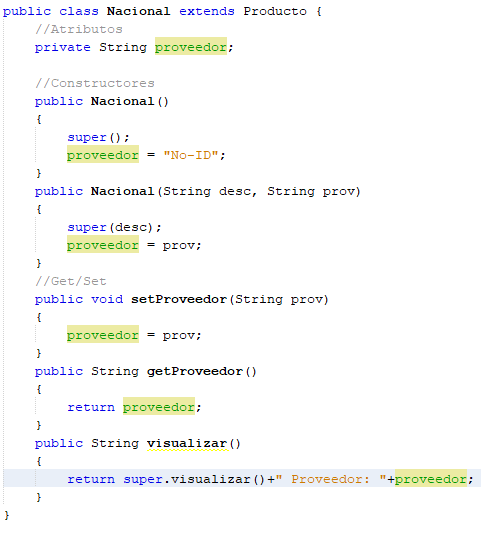 public class Nacional extends Producto {
//Atributos
private String proveedor;
//Constructores
public Nacional()
{
super();
proveedor = "No-ID";
}
public Nacional(String desc, String prov)
{
super(desc);
proveedor = prov;
}
//Get/Set
public void setProveedor(String prov)
{
proveedor = prov;
}
public String getProveedor()
{
return proveedor;
}
public String visualizar()
{
return super.visualizar()+" Proveedor: "+proveedor;
}
}